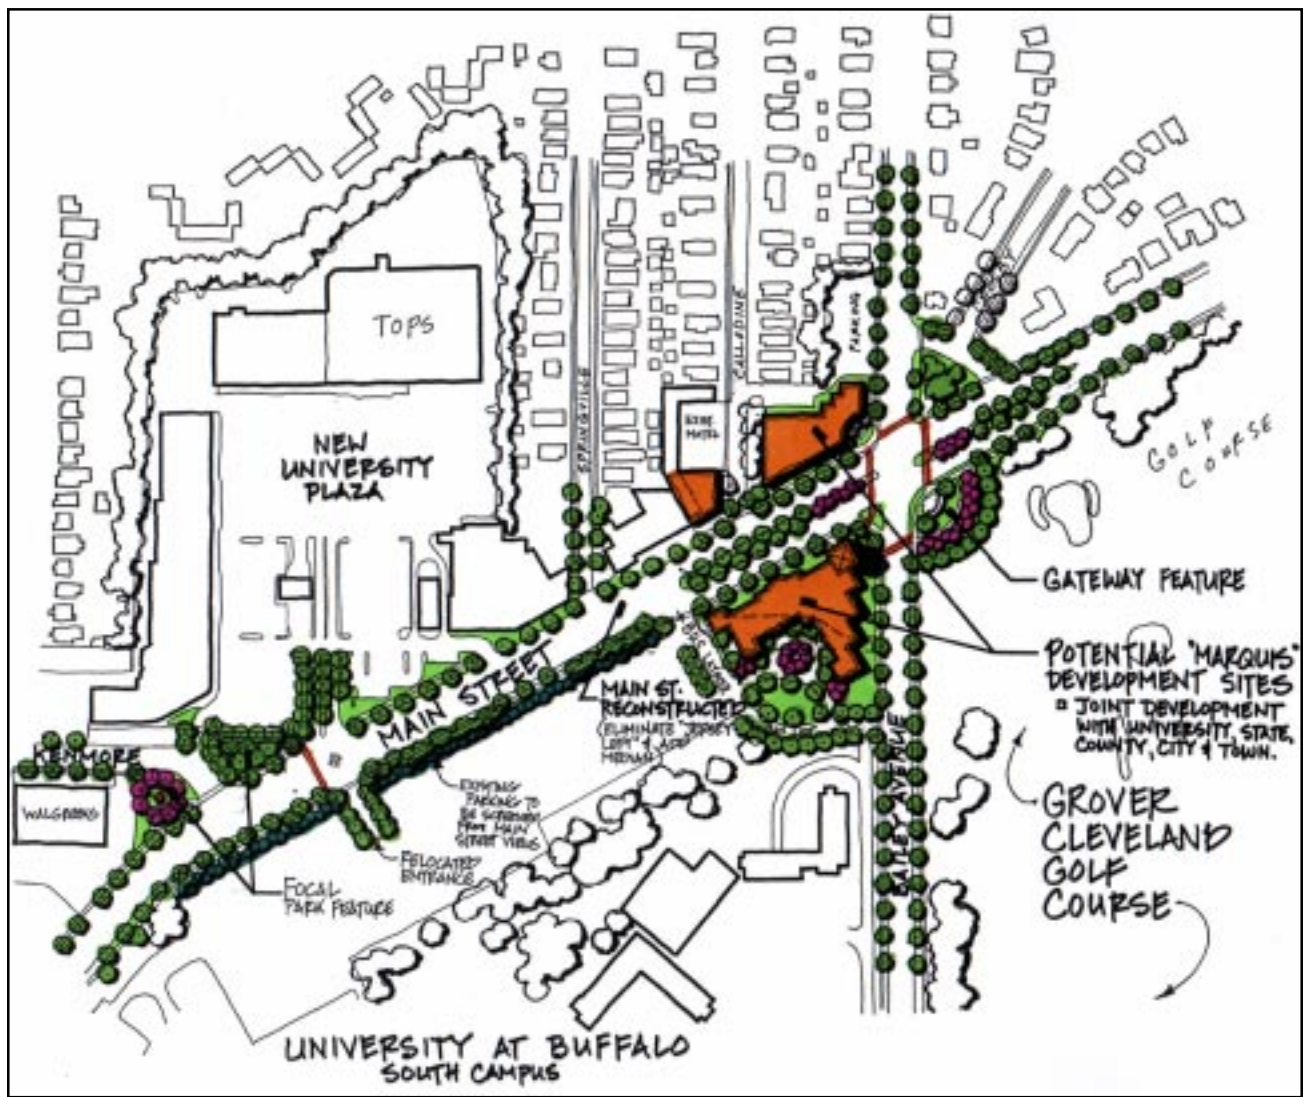 TOPS
NEW
UNIVERSITY
PLAZA
SPRINGVILLE
CALLODINE
PARKING
EXIST.
MOTEL
GOLF
COURSE
GATEWAY FEATURE
POTENTIAL "MARQUIS"
DEVELOPMENT SITES
JOINT DEVELOPMENT
WITH UNIVERSITY, STATE,
COUNTY, CITY & TOWN.
MAIN STREET
MAIN ST.
RECONSTRUCTED
(ELIMINATE "JERSEY
LEFT" & ADD
MEDIAN)
KENMORE
WALGREENS
EXISTING
PARKING TO
BE SCREENED
FROM MAIN
STREET VIEWS
RELOCATED
ENTRANCE
FOCAL
PARK FEATURE
BAILEY AVENUE
GROVER
CLEVELAND
GOLF
COURSE
UNIVERSITY AT BUFFALO
SOUTH CAMPUS